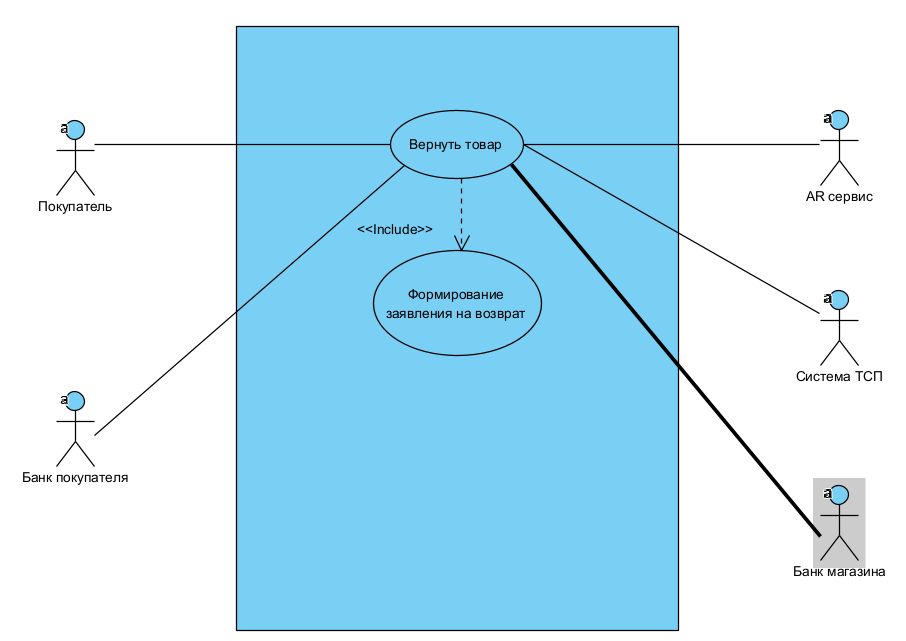 a
a
Вернуть товар
Покупатель
AR сервис
<<Include>>
Формирование
заявления на возврат
a
Система ТСП
a
Банк покупателя
a
Банк магазина